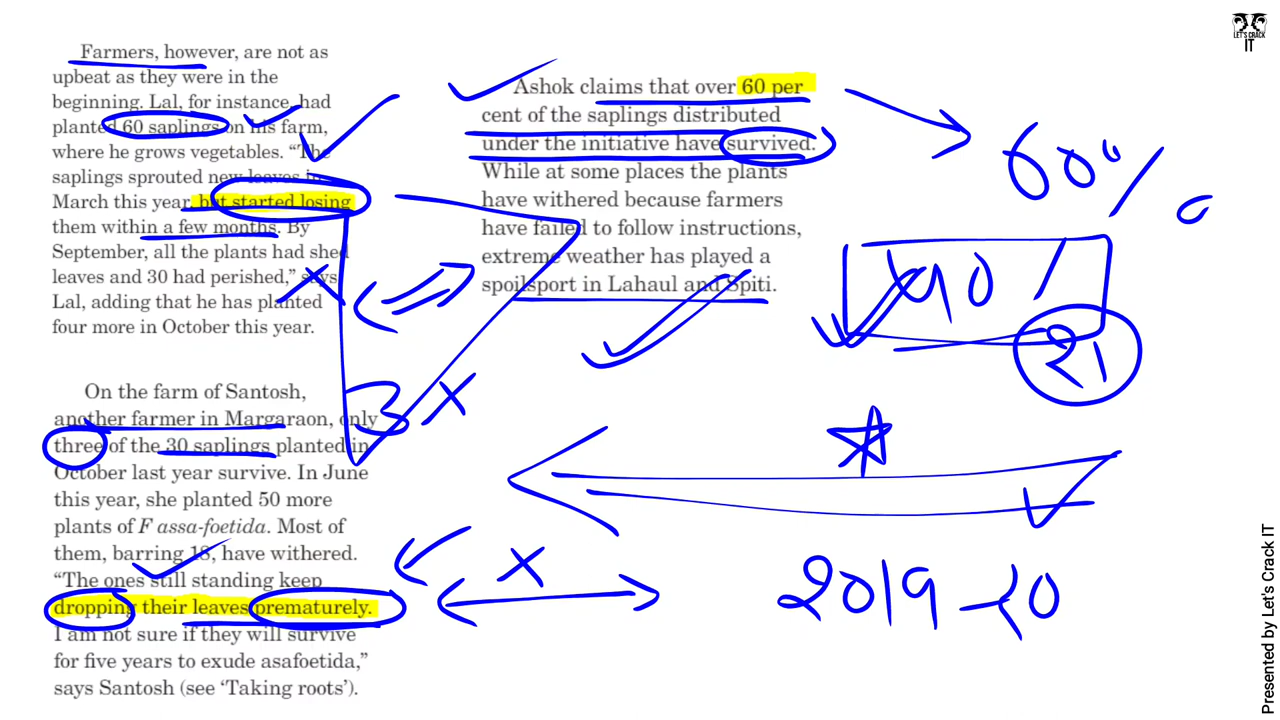 Farmers, however, are not as
upbeat as they were in the
beginning. Lal, for instance, had
planted 60 saplings on his farm,
where he grows vegetables. “The
saplings sprouted new leaves in
March this year, but started losing
them within a few months. By
September, all the plants had shed
leaves and 30 had perished,” says
Lal, adding that he has planted
four more in October this year.
On the farm of Santosh,
another farmer in Margaraon, only
three of the 30 saplings planted in
October last year survive. In June
this year, she planted 50 more
plants of F assa-foetida. Most of
them, barring 18, have withered.
“The ones still standing keep
dropping their leaves prematurely.
I am not sure if they will survive
for five years to exude asafoetida,”
says Santosh (see ‘Taking roots’).
Ashok claims that over 60 per
cent of the saplings distributed
under the initiative have survived.
While at some places the plants
have withered because farmers
have failed to follow instructions,
extreme weather has played a
spoilsport in Lahaul and Spiti.
60%
21
3x
2019-20
LET'S CRACK
IT
Presented by Let's Crack IT